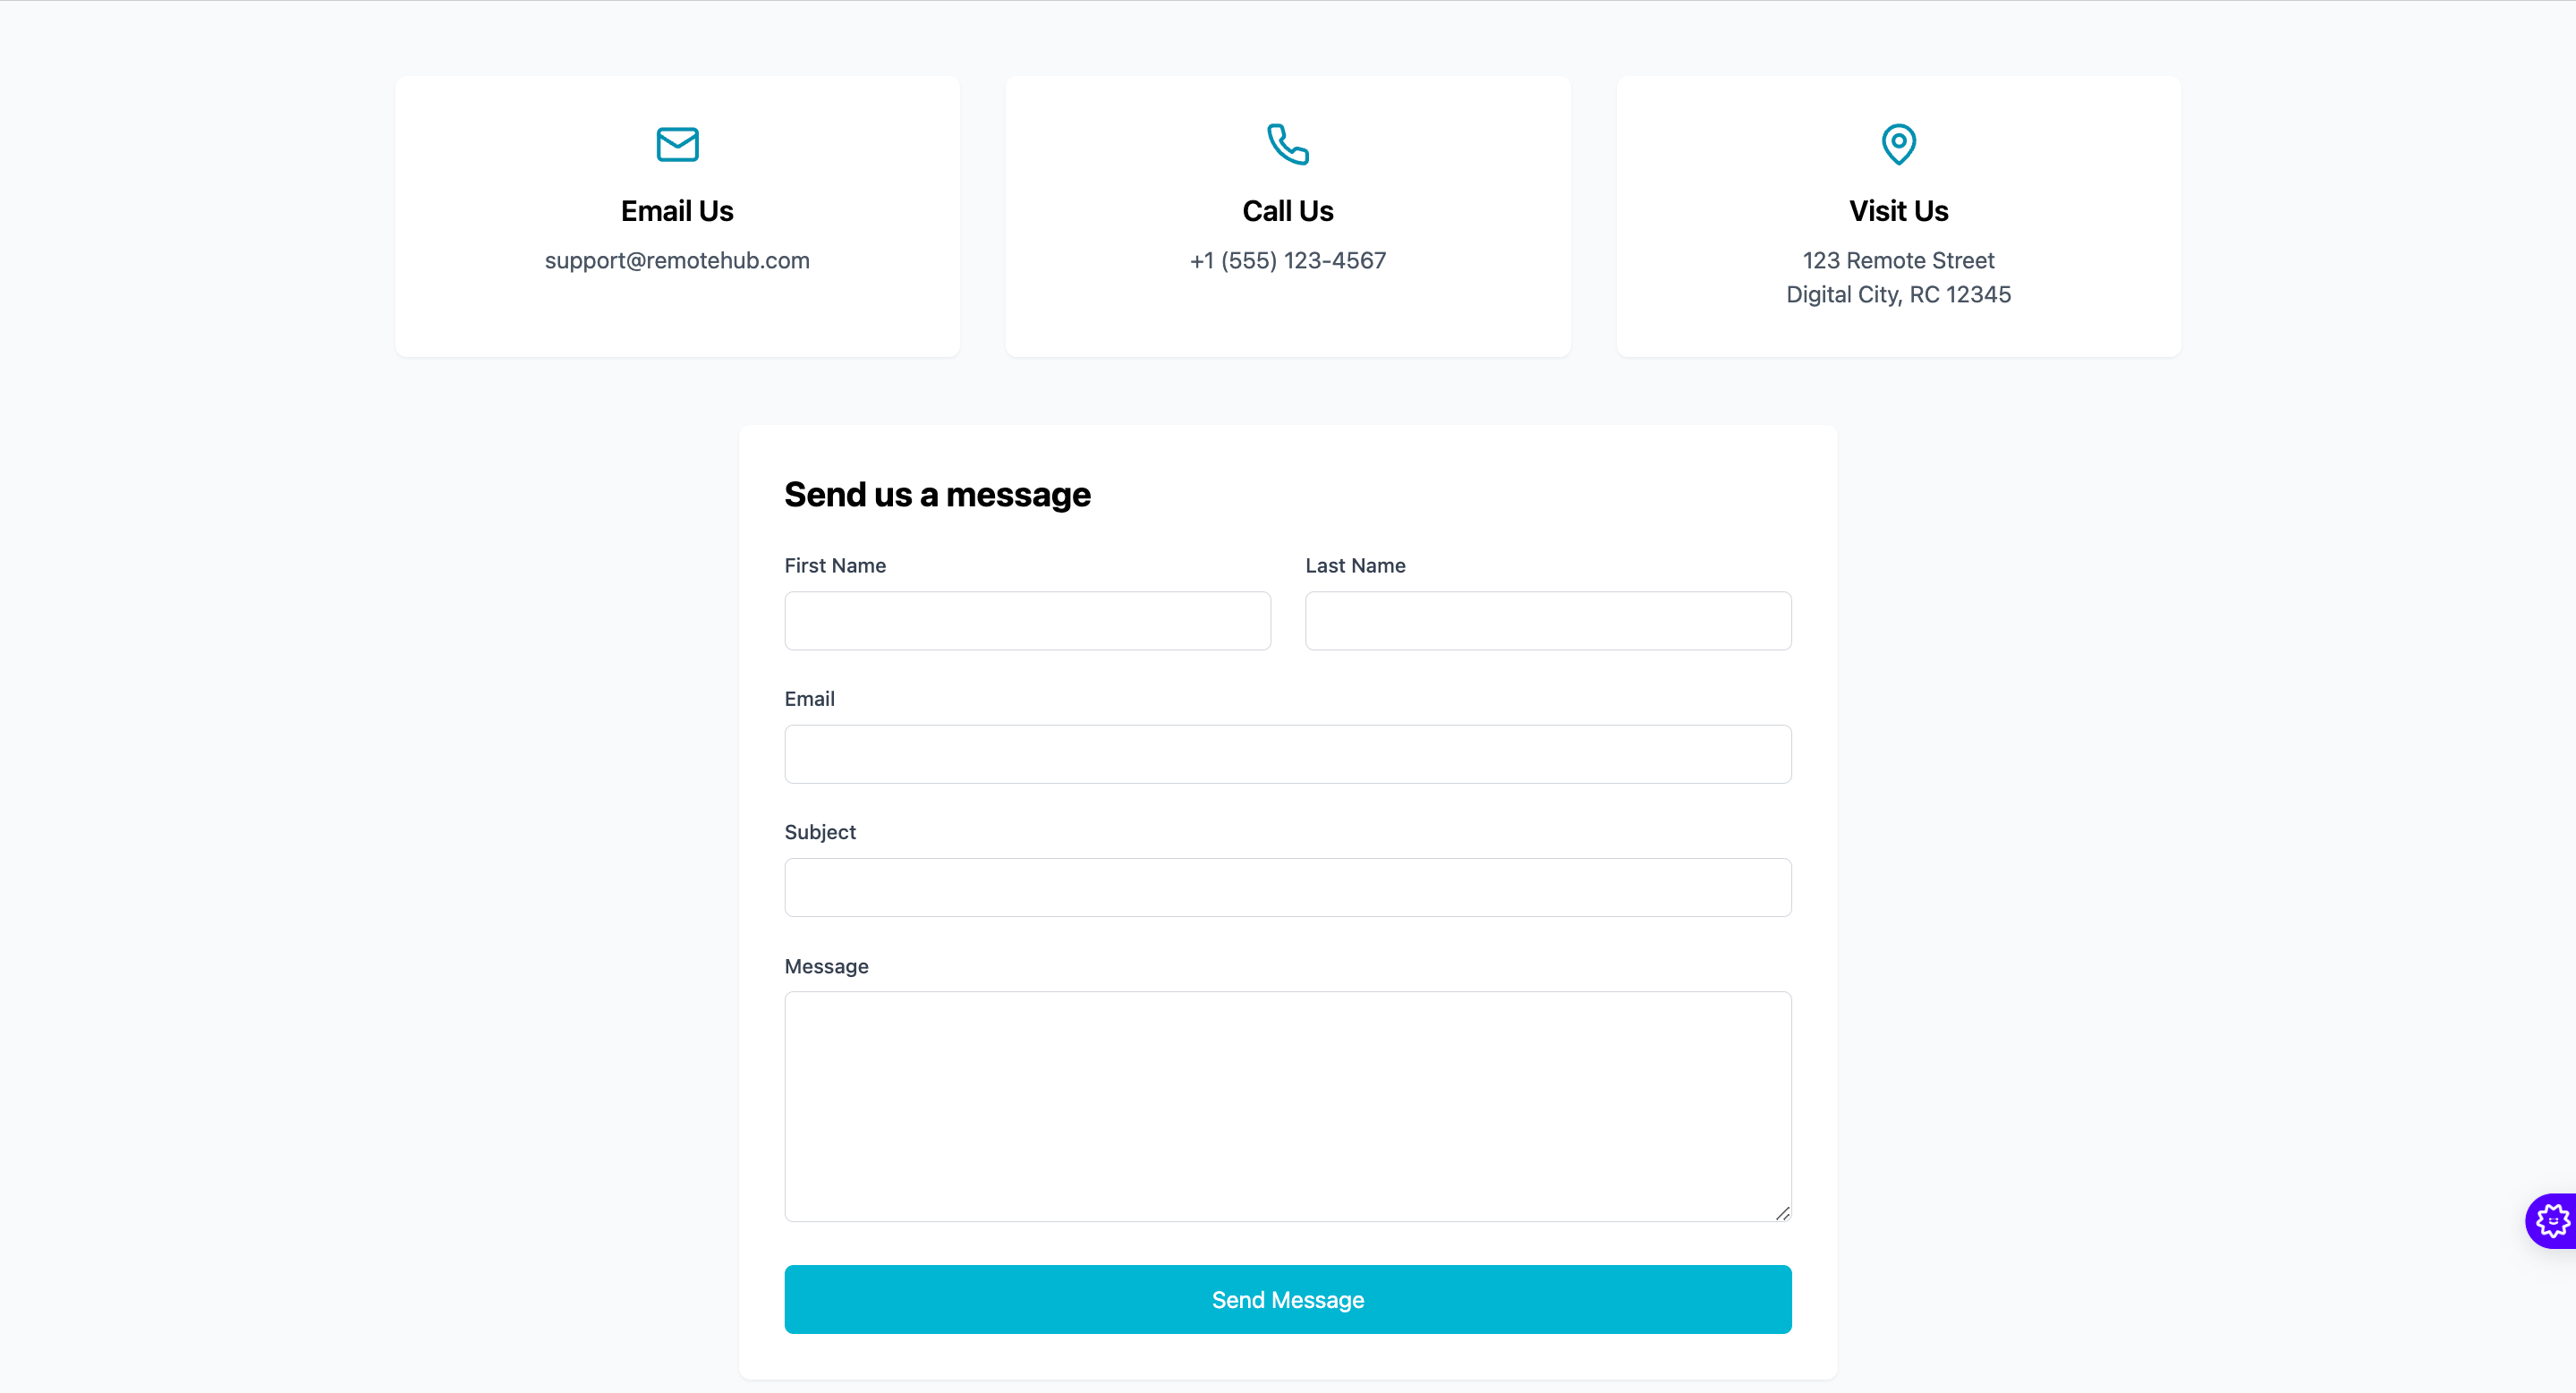 Email Us
support@remotehub.com
Call Us
+1 (555) 123-4567
Visit Us
123 Remote Street
Digital City, RC 12345
Send us a message
First Name
Last Name
Email
Subject
Message
Send Message